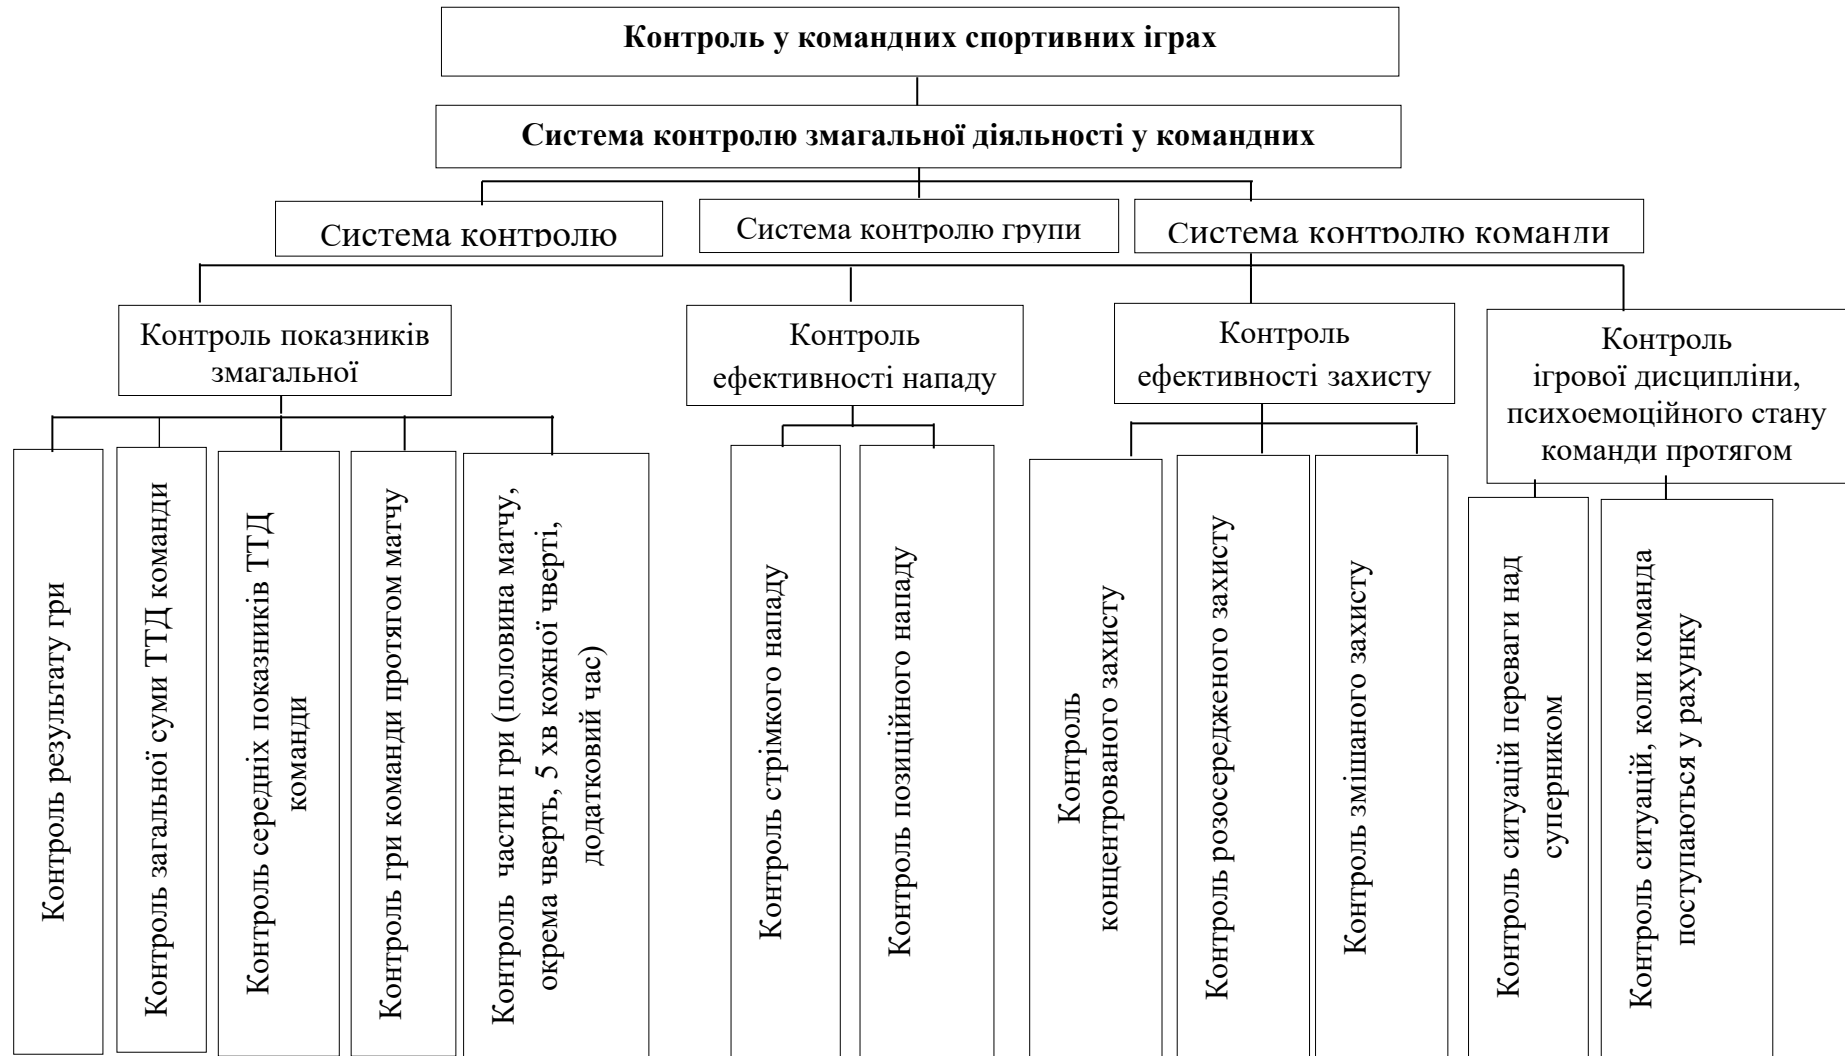 Контроль у командних спортивних іграх
Система контролю змагальної діяльності у командних
Система контролю
Система контролю групи
Система контролю команди
Контроль показників
змагальної
Контроль
ефективності нападу
Контроль
ефективності захисту
Контроль
ігрової дисципліни,
психоемоційного стану
команди протягом
Контроль результату гри
Контроль загальної суми ТТД команди
Контроль середніх показників ТТД
команди
Контроль гри команди протягом матчу
Контроль частин гри (половина матчу,
окрема чверть, 5 хв кожної чверті,
додатковий час)
Контроль стрімкого нападу
Контроль позиційного нападу
Контроль
концентрованого захисту
Контроль розосередженого захисту
Контроль змішаного захисту
Контроль ситуацій переваги над
суперником
Контроль ситуацій, коли команда
поступаються у рахунку